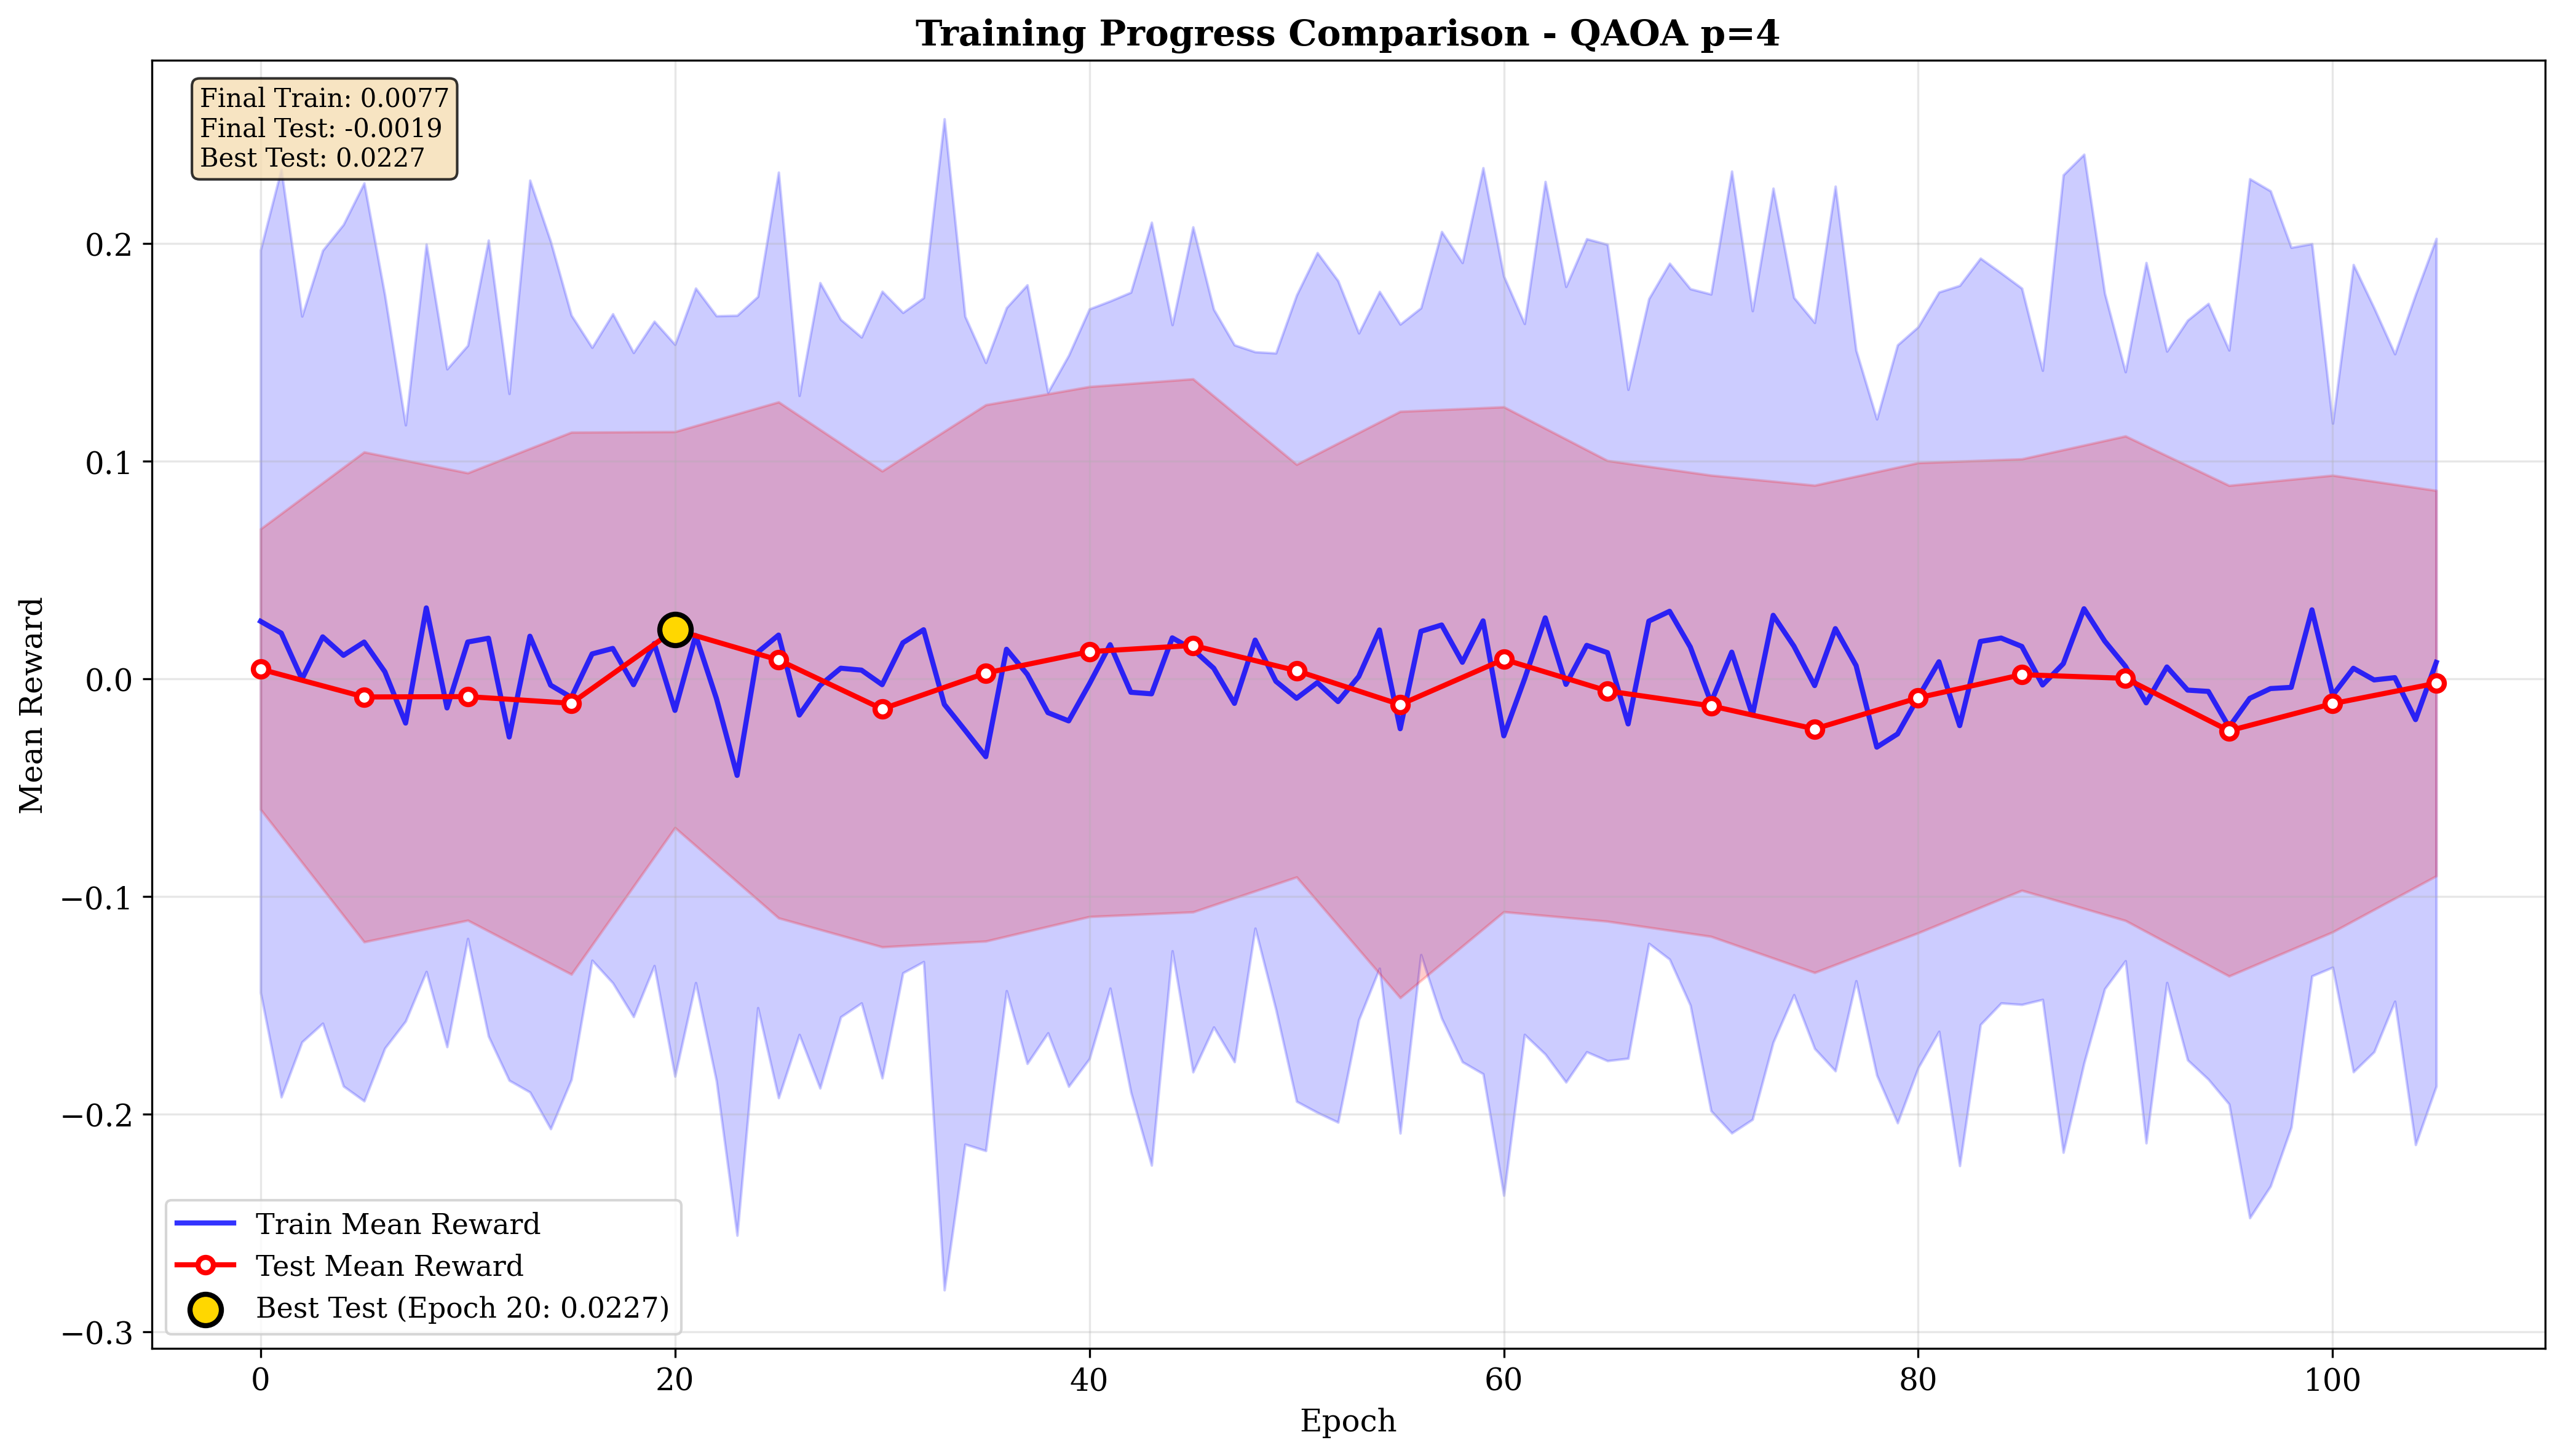 Training Progress Comparison - QAOA p=4
Final Train: 0.0077
Final Test: -0.0019
Best Test: 0.0227
0.2
0.1
0.0
−0.1
−0.2
−0.3
Mean Reward
Train Mean Reward
Test Mean Reward
Best Test (Epoch 20: 0.0227)
0 20 40 60 80 100
Epoch